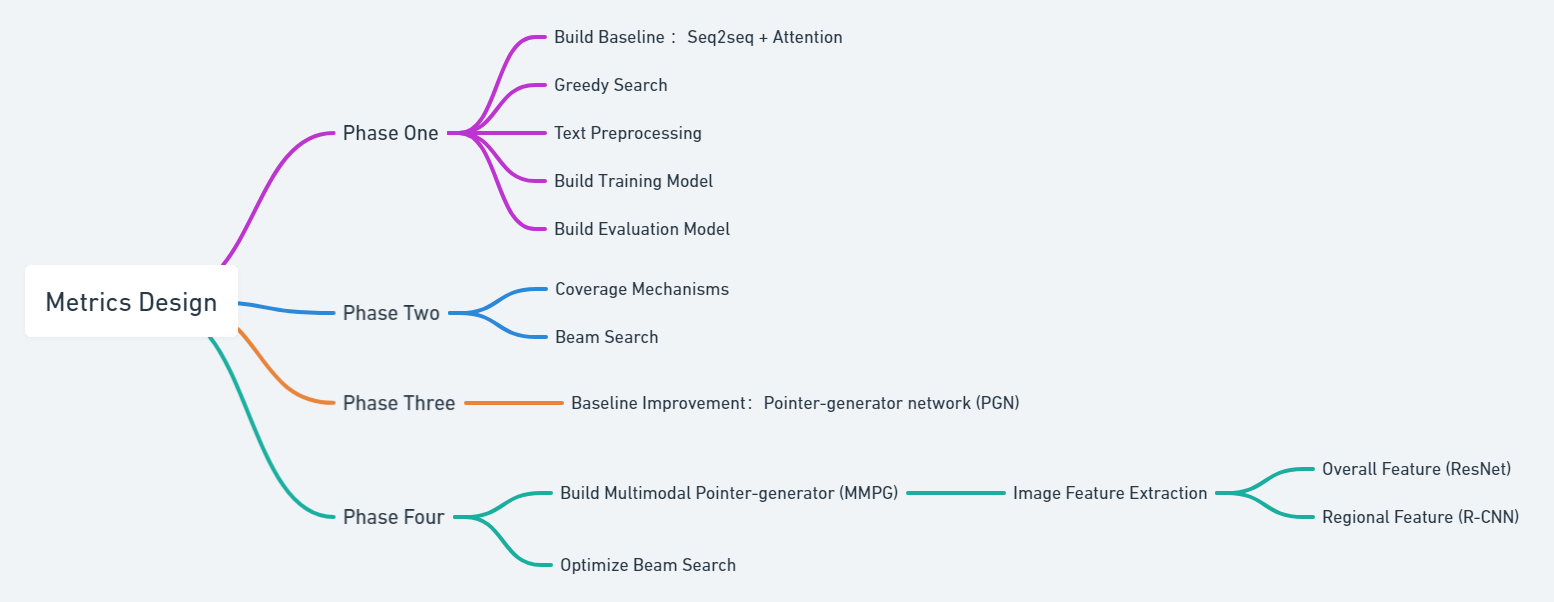 Metrics Design
Phase One
Build Baseline： Seq2seq + Attention
Greedy Search
Text Preprocessing
Build Training Model
Build Evaluation Model
Phase Two
Coverage Mechanisms
Beam Search
Phase Three
Baseline Improvement： Pointer-generator network (PGN)
Phase Four
Build Multimodal Pointer-generator (MMPG)
Image Feature Extraction
Overall Feature (ResNet)
Regional Feature (R-CNN)
Optimize Beam Search